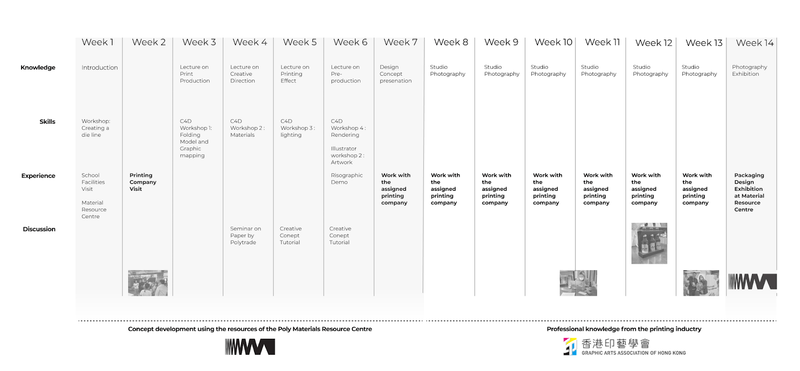 Week 1 Week 2 Week 3 Week 4 Week 5 Week 6 Week 7 Week 8 Week 9 Week 10 Week 11 Week 12 Week 13 Week 14
Knowledge
Introduction
Lecture on
Print
Production
Lecture on
Creative
Direction
Lecture on
Printing
Effect
Lecture on
Pre-
production
Design
Concept
presenation
Studio
Photography
Studio
Photography
Studio
Photography
Studio
Photography
Studio
Photography
Studio
Photography
Photography
Exhibition
Skills
Workshop:
Creating a
die line
C4D
Workshop 1:
Folding
Model and
Graphic
mapping
C4D
Workshop 2 :
Materials
C4D
Workshop 3 :
lighting
C4D
Workshop 4 :
Rendering
Illustrator
workshop 2 :
Artwork
Experience
School
Facilities
Visit
Material
Resource
Centre
Printing
Company
Visit
Risographic
Demo
Work with
the
assigned
printing
company
Work with
the
assigned
printing
company
Work with
the
assigned
printing
company
Work with
the
assigned
printing
company
Work with
the
assigned
printing
company
Work with
the
assigned
printing
company
Work with
the
assigned
printing
company
Packaging
Design
Exhibition
at Material
Resource
Centre
Discussion
Seminar on
Paper by
Polytrade
Creative
Conept
Tutorial
Creative
Conept
Tutorial
Concept development using the resources of the Poly Materials Resource Centre
Professional knowledge from the printing industry
香港印藝學會
GRAPHIC ARTS ASSOCIATION OF HONG KONG